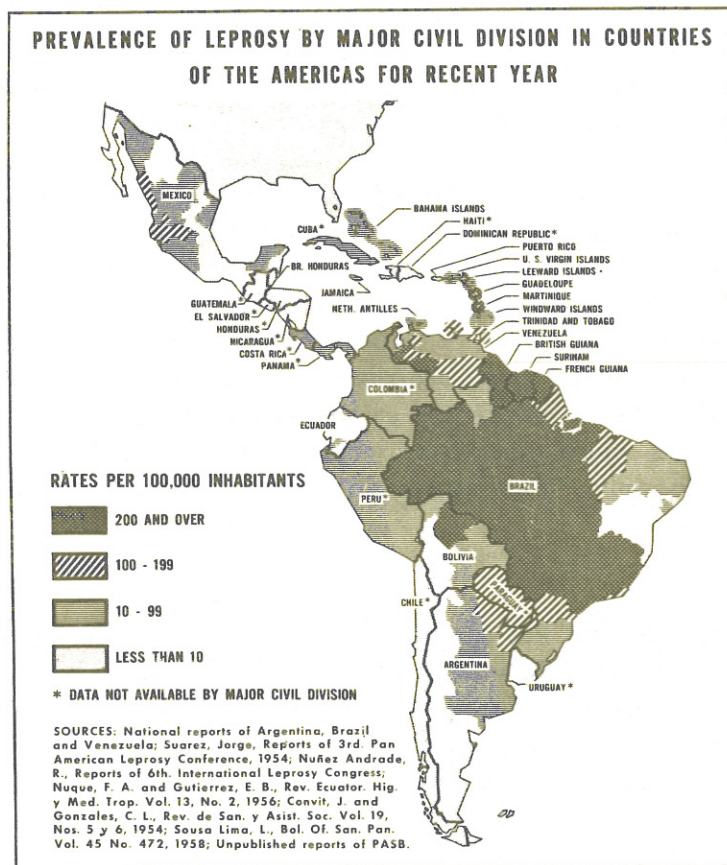 PREVALENCE OF LEPROSY BY MAJOR CIVIL DIVISION IN COUNTRIES
OF THE AMERICAS FOR RECENT YEAR
MEXICO
CUBA *
BAHAMA ISLANDS
HAITI *
DOMINICAN REPUBLIC *
PUERTO RICO
U. S. VIRGIN ISLANDS
LEEWARD ISLANDS •
GUADELOUPE
MARTINIQUE
WINDWARD ISLANDS
TRINIDAD AND TOBAGO
VENEZUELA
BRITISH GUIANA
SURINAM
FRENCH GUIANA
BR. HONDURAS
JAMAICA
NETH. ANTILLES
GUATEMALA *
EL SALVADOR *
HONDURAS *
NICARAGUA *
COSTA RICA *
PANAMA *
COLOMBIA *
ECUADOR
PERU *
BRAZIL
BOLIVIA
PARAGUAY
CHILE *
ARGENTINA
URUGUAY *
RATES PER 100,000 INHABITANTS
200 AND OVER
100 - 199
10 - 99
LESS THAN 10
* DATA NOT AVAILABLE BY MAJOR CIVIL DIVISION
SOURCES: National reports of Argentina, Brazil
and Venezuela; Suarez, Jorge, Reports of 3rd. Pan
American Leprosy Conference, 1954; Nuñez Andrade,
R., Reports of 6th. International Leprosy Congress;
Nuque, F. A. and Gutierrez, E. B., Rev. Ecuator. Hig.
y Med. Trop. Vol. 13, No. 2, 1956; Convit, J. and
Gonzales, C. L., Rev. de San. y Asist. Soc. Vol. 19,
Nos. 5 y 6, 1954; Sousa Lima, L., Bol. Of. San. Pan.
Vol. 45 No. 472, 1958; Unpublished reports of PASB.